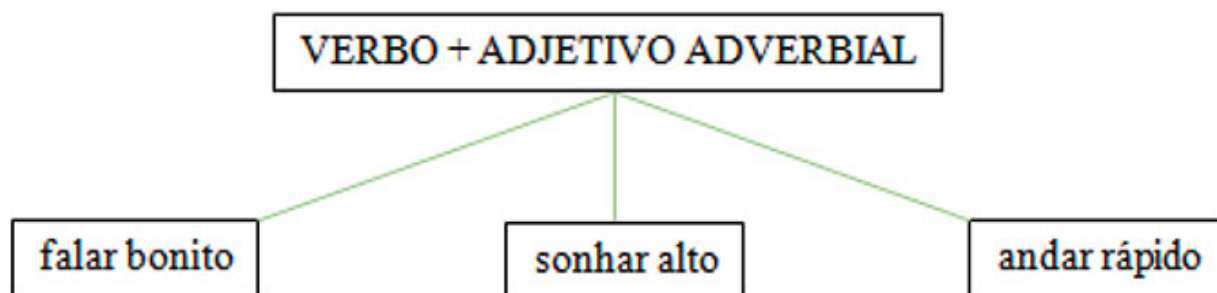 VERBO + ADJETIVO ADVERBIAL
falar bonito
sonhar alto
andar rápido